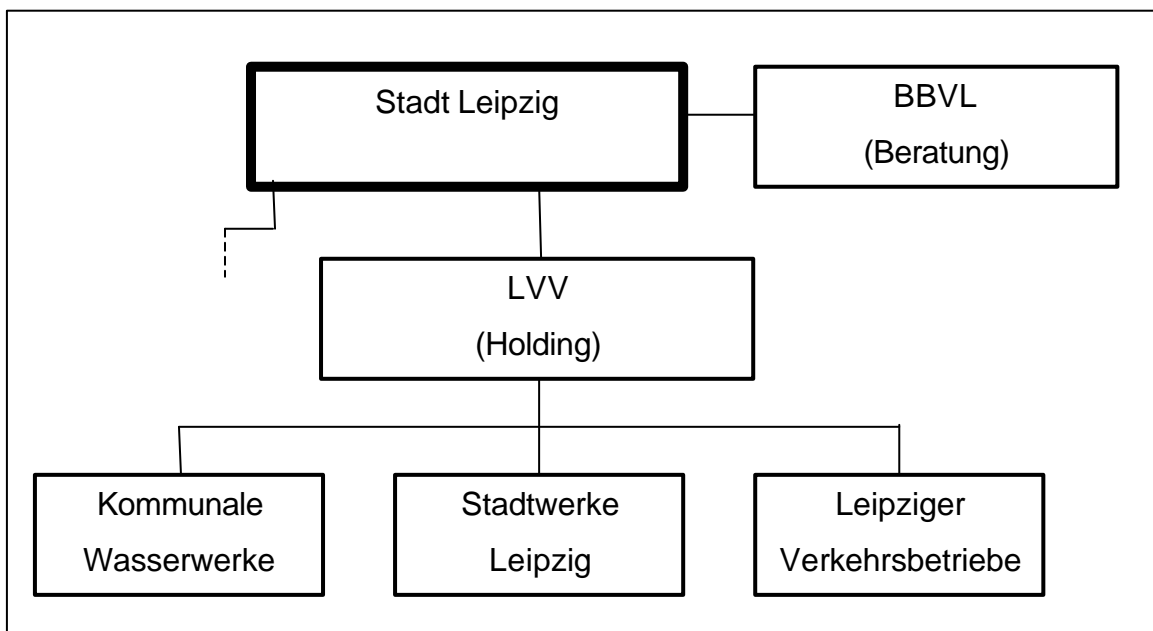 Stadt Leipzig
BBVL
(Beratung)
LVV
(Holding)
Kommunale
Wasserwerke
Stadtwerke
Leipzig
Leipziger
Verkehrsbetriebe